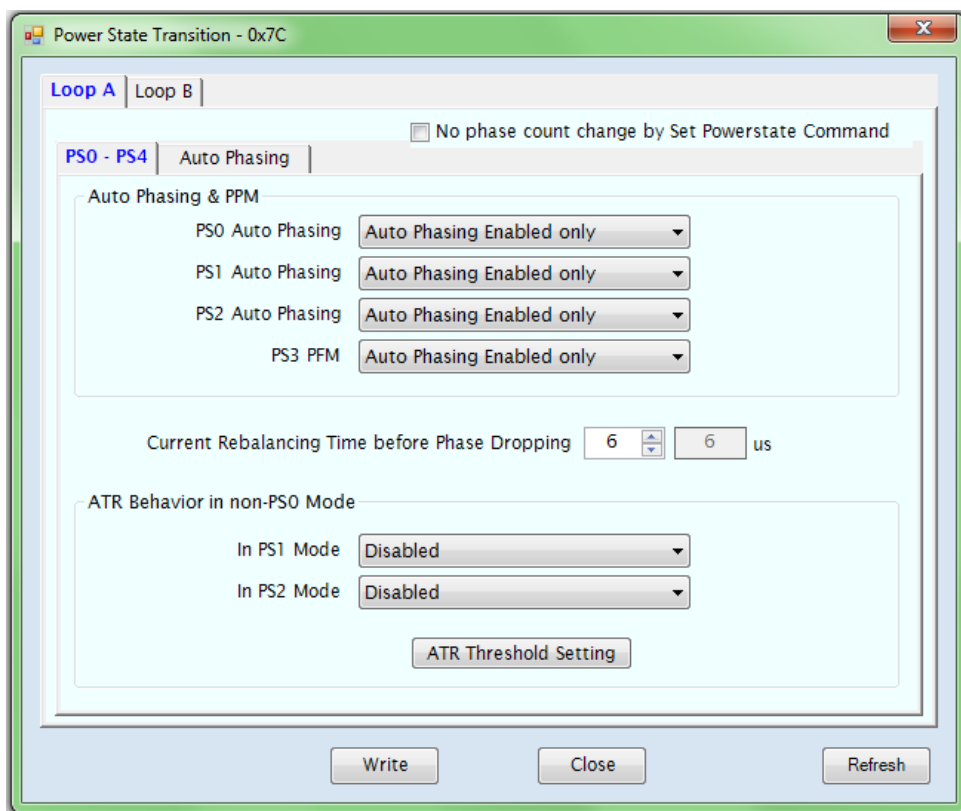 Power State Transition - 0x7C
Loop A
Loop B
No phase count change by Set Powerstate Command
PS0 - PS4
Auto Phasing
Auto Phasing & PPM
PS0 Auto Phasing
Auto Phasing Enabled only
PS1 Auto Phasing
Auto Phasing Enabled only
PS2 Auto Phasing
Auto Phasing Enabled only
PS3 PFM
Auto Phasing Enabled only
Current Rebalancing Time before Phase Dropping
6
6
us
ATR Behavior in non-PS0 Mode
In PS1 Mode
Disabled
In PS2 Mode
Disabled
ATR Threshold Setting
Write
Close
Refresh